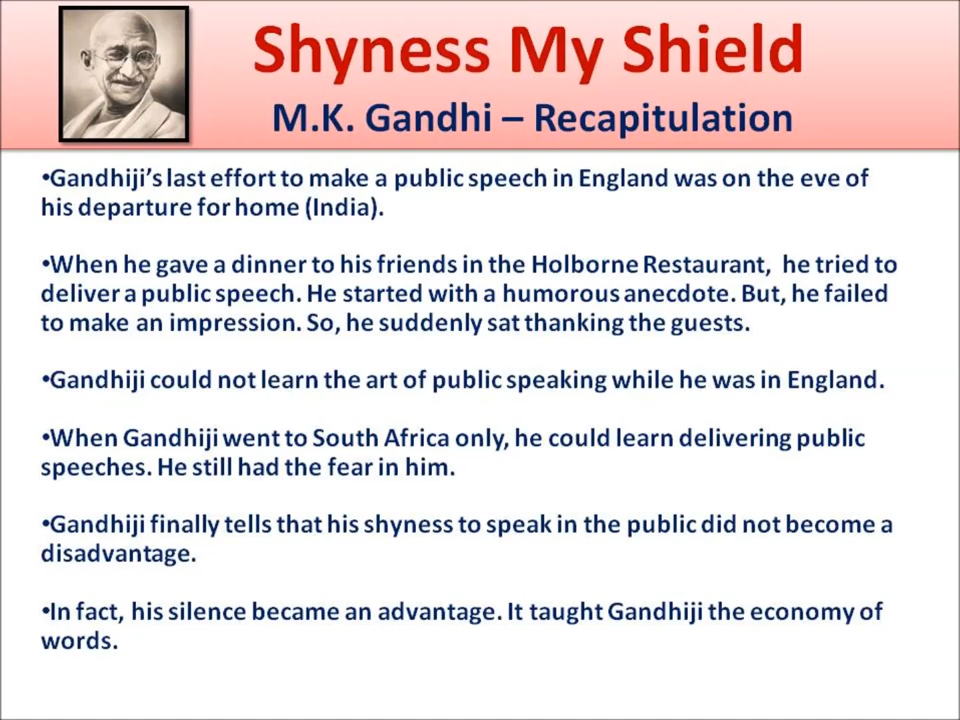 Shyness My Shield
M.K. Gandhi – Recapitulation
•Gandhiji's last effort to make a public speech in England was on the eve of
his departure for home (India).
•When he gave a dinner to his friends in the Holborne Restaurant,  he tried to
deliver a public speech. He started with a humorous anecdote. But, he failed
to make an impression. So, he suddenly sat thanking the guests.
•Gandhiji could not learn the art of public speaking while he was in England.
•When Gandhiji went to South Africa only, he could learn delivering public
speeches. He still had the fear in him.
•Gandhiji finally tells that his shyness to speak in the public did not become a
disadvantage.
•In fact, his silence became an advantage. It taught Gandhiji the economy of
words.